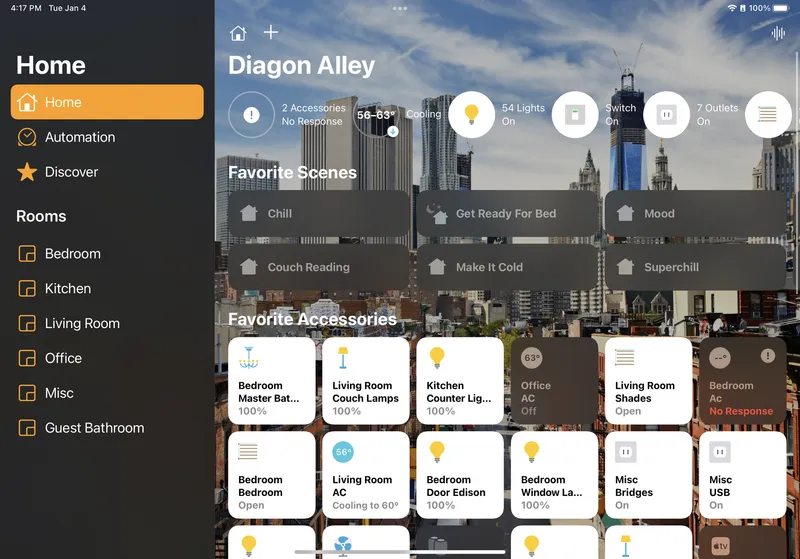 4:17 PM Tue Jan 4
100%
Home
Home
Automation
Discover
Rooms
Bedroom
Kitchen
Living Room
Office
Misc
Guest Bathroom
Diagon Alley
2 Accessories
No Response
56–63°
Cooling
54 Lights
On
Switch
On
7 Outlets
On
Favorite Scenes
Chill
Get Ready For Bed
Mood
Couch Reading
Make It Cold
Superchill
Favorite Accessories
Bedroom
Master Bat...
100%
Living Room
Couch Lamps
100%
Kitchen
Counter Lig...
100%
63°
Office
AC
Off
Living Room
Shades
Open
--°
Bedroom
Ac
No Response
Bedroom
Bedroom
Open
56°
Living Room
AC
Cooling to 60°
Bedroom
Door Edison
100%
Bedroom
Window La...
100%
Misc
Bridges
On
Misc
USB
On
tv